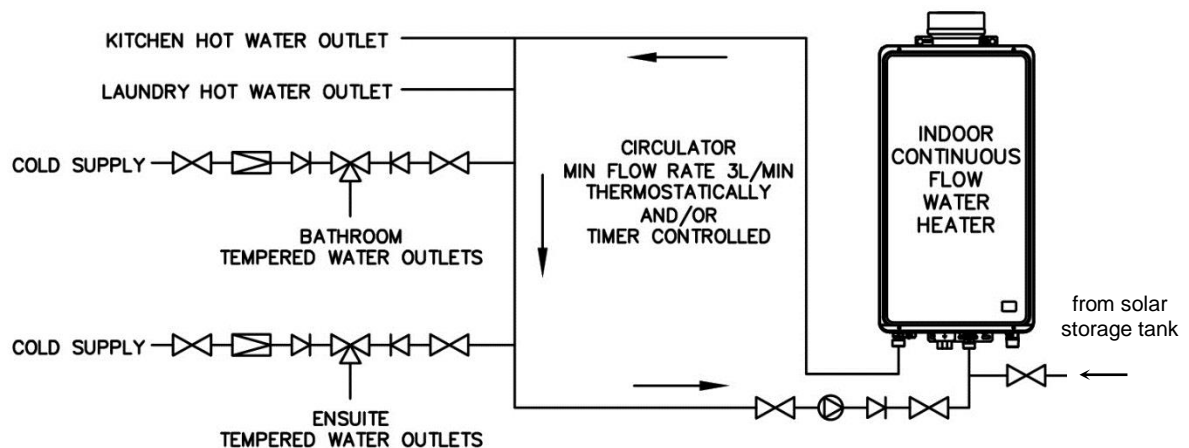 KITCHEN HOT WATER OUTLET
LAUNDRY HOT WATER OUTLET
COLD SUPPLY
BATHROOM
TEMPERED WATER OUTLETS
COLD SUPPLY
ENSUITE
TEMPERED WATER OUTLETS
CIRCULATOR
MIN FLOW RATE 3L/MIN
THERMOSTATICALLY
AND/OR
TIMER CONTROLLED
INDOOR
CONTINUOUS
FLOW
WATER
HEATER
from solar
storage tank